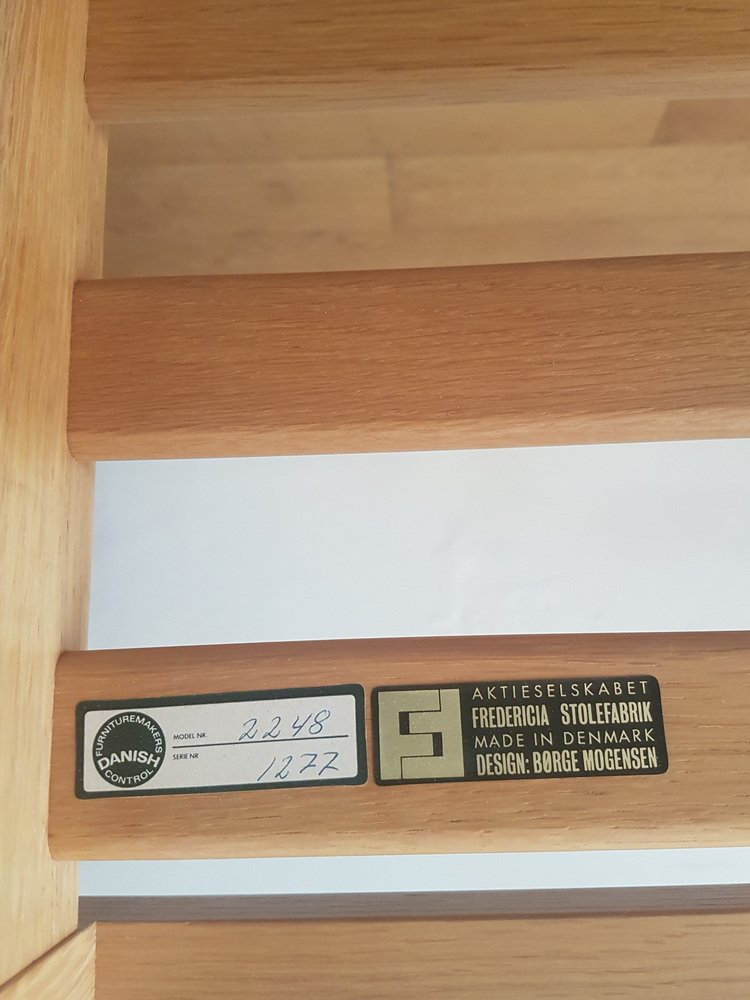 FURNITUREMAKERS
DANISH
CONTROL
MODEL NR. 2248
SERIE NR 1277
AKTIESELSKABET
FREDERICIA STOLEFABRIK
MADE IN DENMARK
DESIGN: BØRGE MOGENSEN